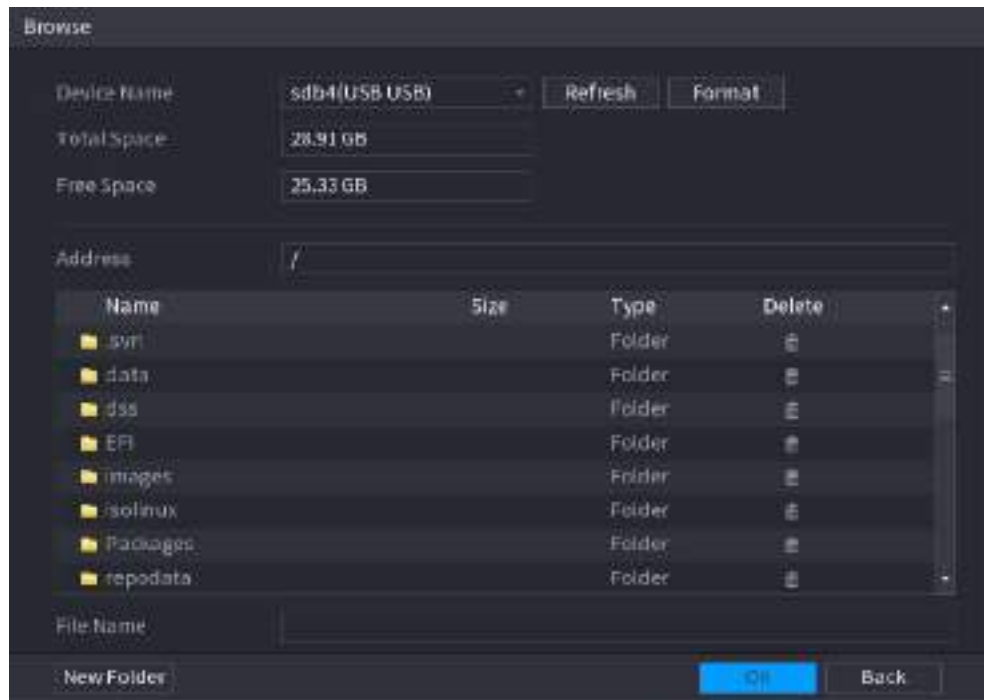 Browse
Device Name sdb4(USB USB) Refresh Format
Total Space 28.91 GB
Free Space 25.33 GB
Address /
Name Size Type Delete
.svn Folder
data Folder
dss Folder
EFI Folder
images Folder
isolinux Folder
Packages Folder
repodata Folder
File Name
New Folder OK Back